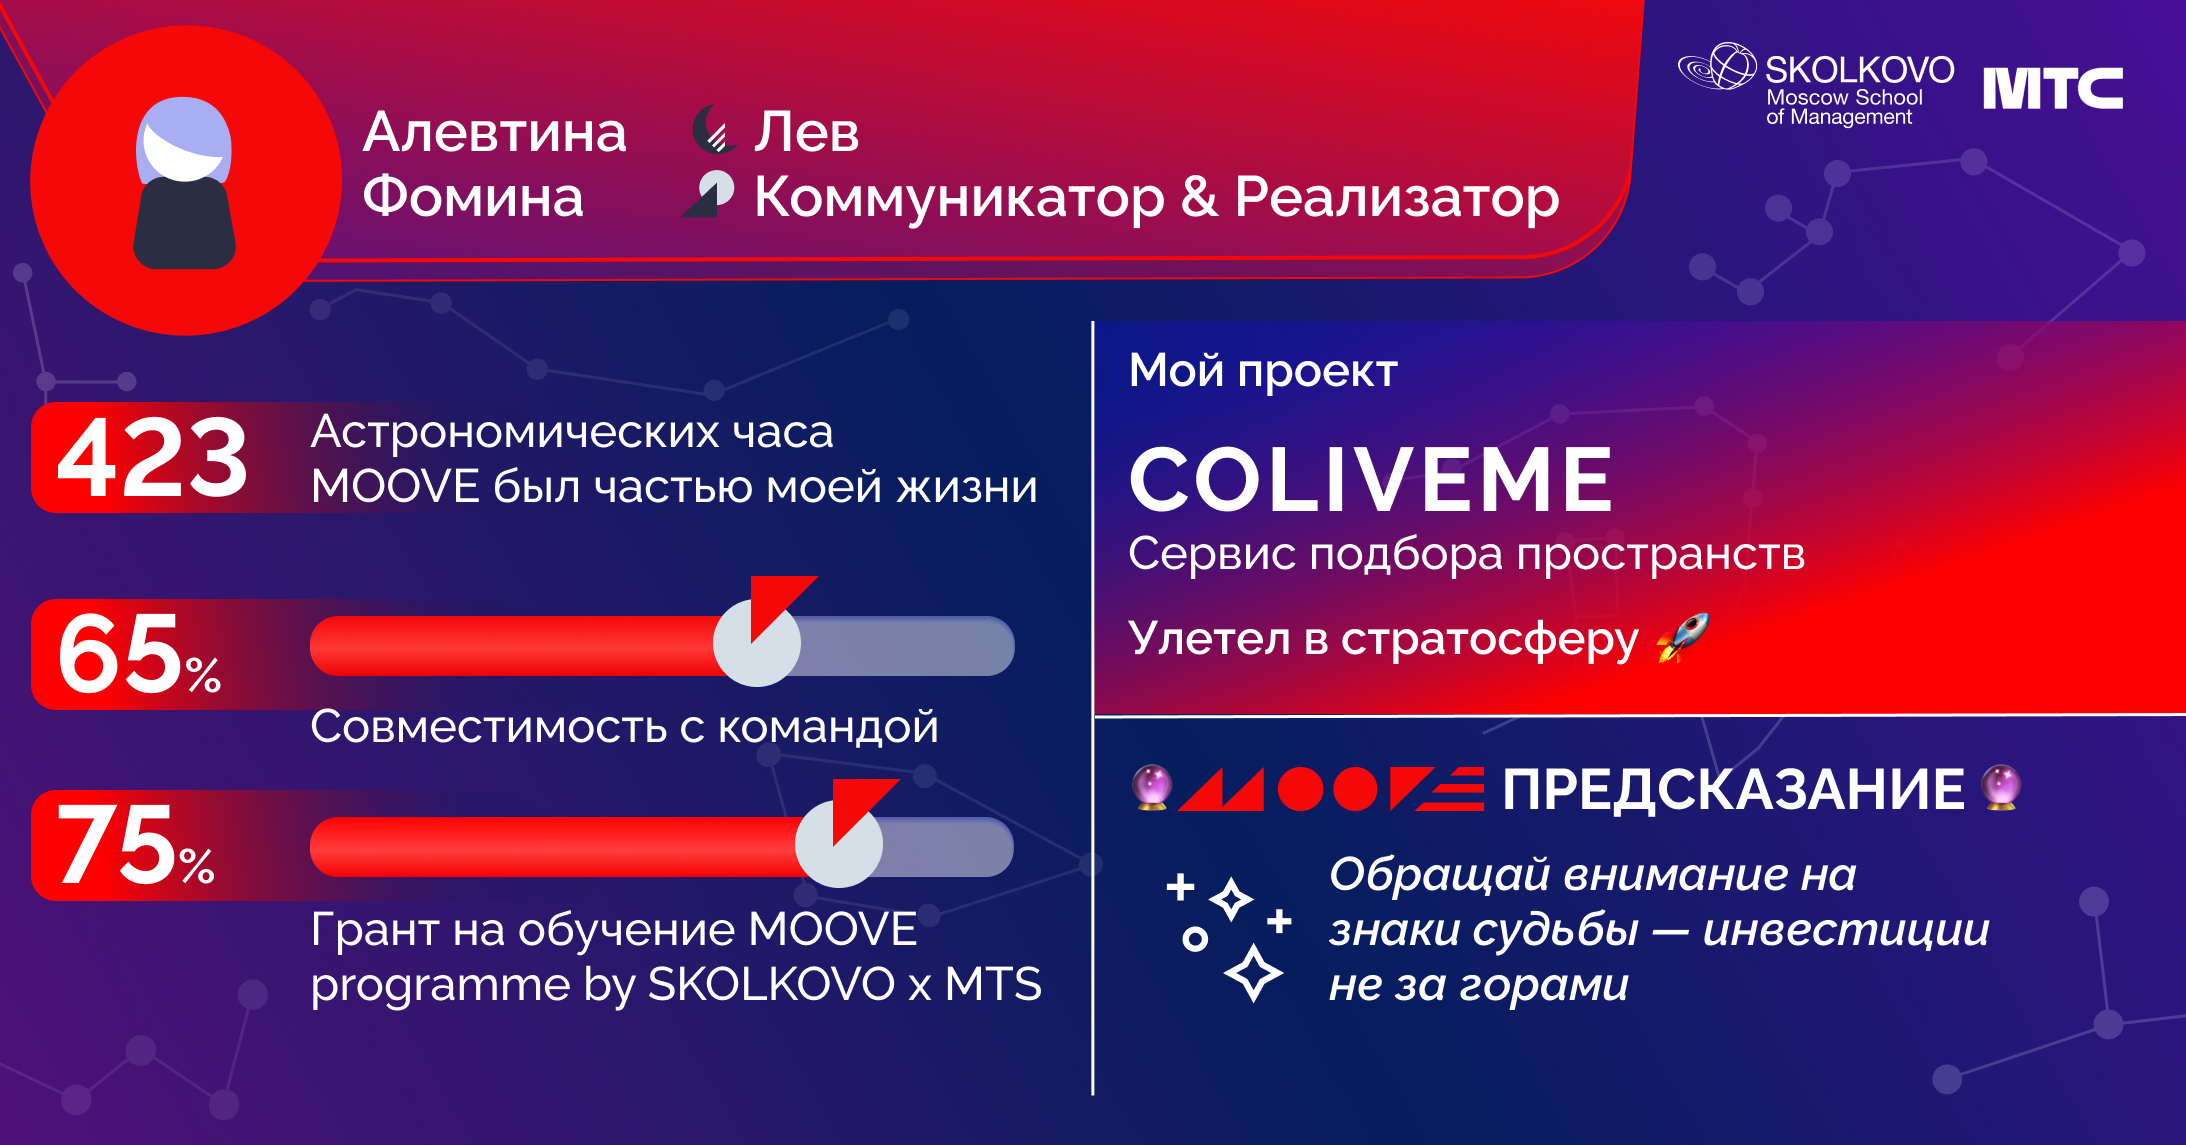 Алевтина
Фомина
Лев
Коммуникатор & Реализатор
SKOLKOVO
Moscow School
of Management
МТС
423
Астрономических часа
MOOVE был частью моей жизни
65%
Совместимость с командой
75%
Грант на обучение MOOVE
programme by SKOLKOVO x MTS
Мой проект
COLIVEME
Сервис подбора пространств
Улетел в стратосферу 🚀
🔮 MOOVE ПРЕДСКАЗАНИЕ 🔮
Обращай внимание на
знаки судьбы — инвестиции
не за горами